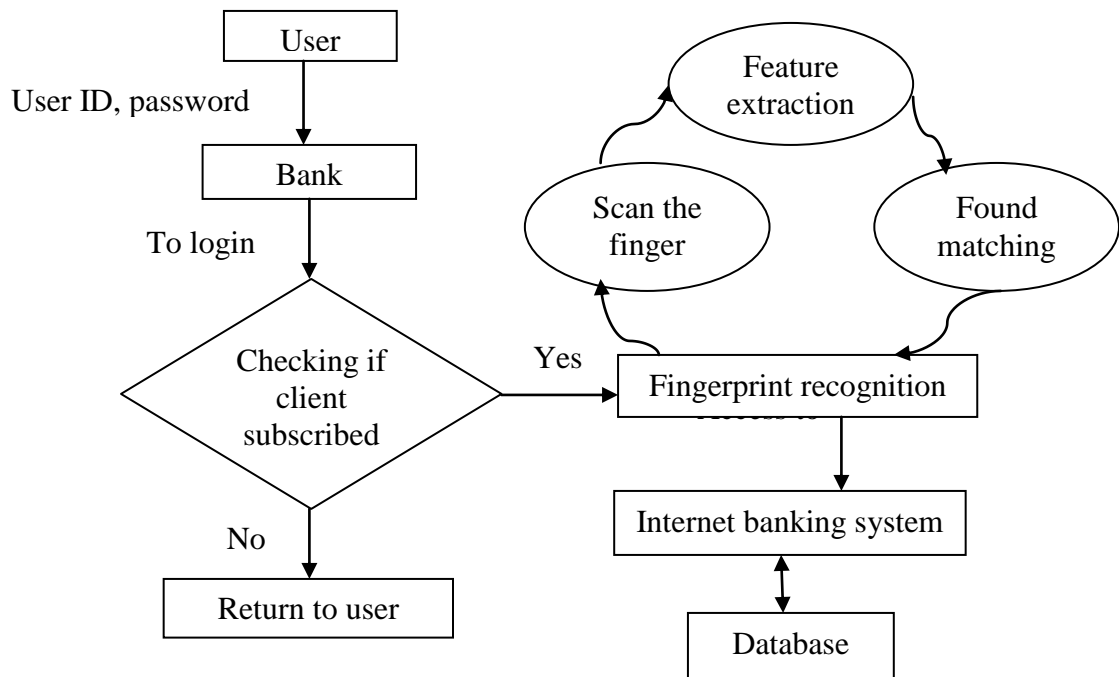 User
User ID, password
Bank
To login
Checking if
client
subscribed
No
Return to user
Yes
Feature
extraction
Scan the
finger
Found
matching
Fingerprint recognition
Internet banking system
Database